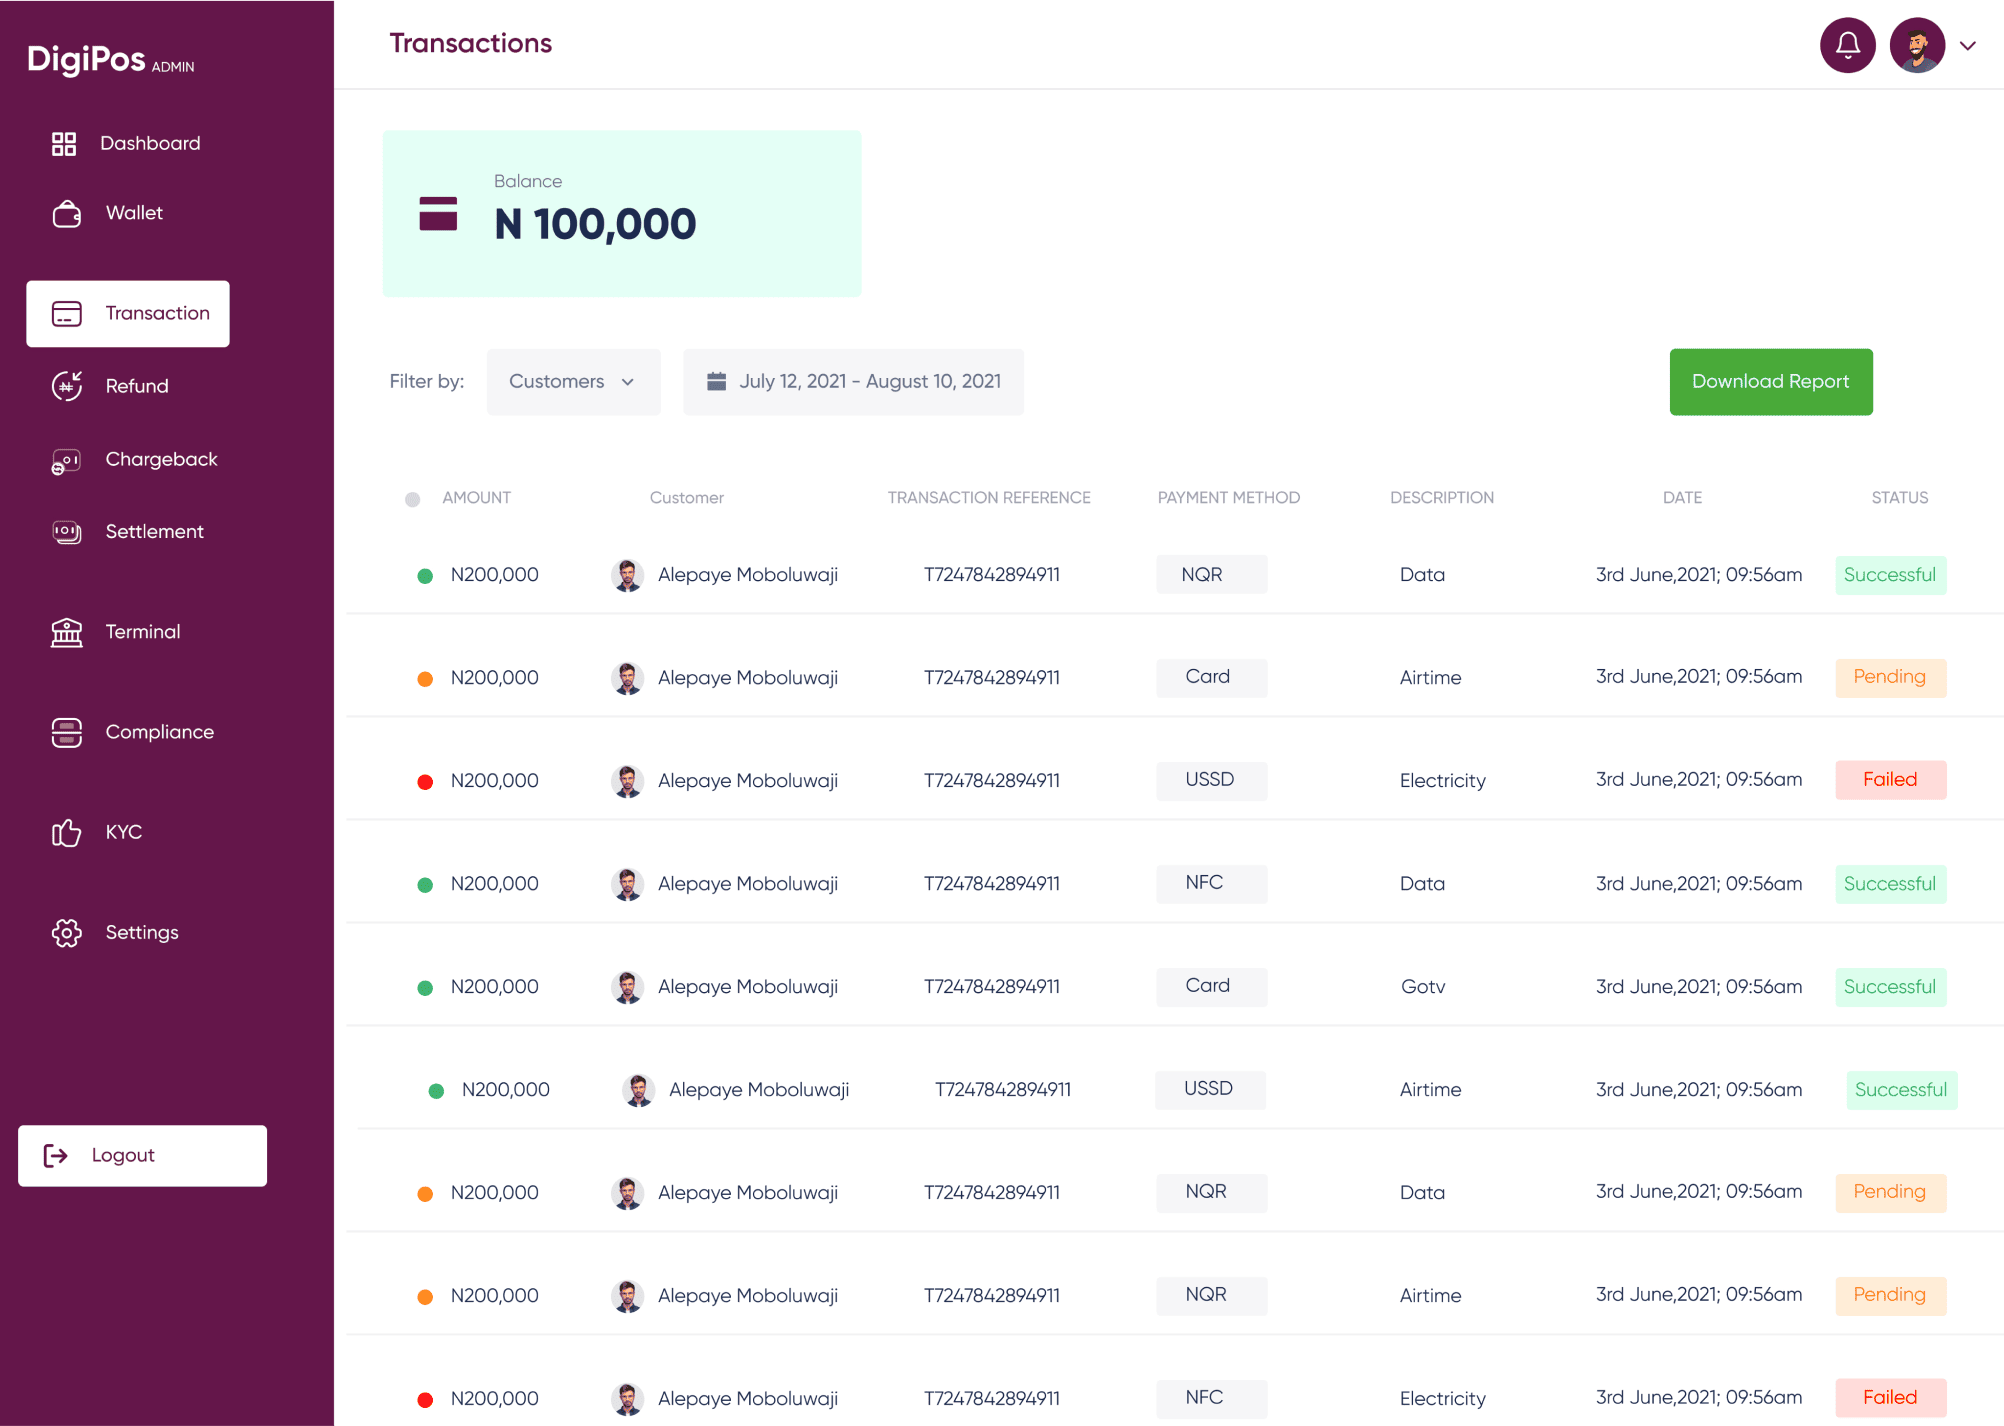 DigiPos ADMIN
Transactions
Dashboard
Wallet
Transaction
Refund
Chargeback
Settlement
Terminal
Compliance
KYC
Settings
Logout
Balance
N 100,000
Filter by: Customers July 12, 2021 - August 10, 2021 Download Report
AMOUNT Customer TRANSACTION REFERENCE PAYMENT METHOD DESCRIPTION DATE STATUS
N200,000 Alepaye Moboluwaji T7247842894911 NQR Data 3rd June,2021; 09:56am Successful
N200,000 Alepaye Moboluwaji T7247842894911 Card Airtime 3rd June,2021; 09:56am Pending
N200,000 Alepaye Moboluwaji T7247842894911 USSD Electricity 3rd June,2021; 09:56am Failed
N200,000 Alepaye Moboluwaji T7247842894911 NFC Data 3rd June,2021; 09:56am Successful
N200,000 Alepaye Moboluwaji T7247842894911 Card Gotv 3rd June,2021; 09:56am Successful
N200,000 Alepaye Moboluwaji T7247842894911 USSD Airtime 3rd June,2021; 09:56am Successful
N200,000 Alepaye Moboluwaji T7247842894911 NQR Data 3rd June,2021; 09:56am Pending
N200,000 Alepaye Moboluwaji T7247842894911 NQR Airtime 3rd June,2021; 09:56am Pending
N200,000 Alepaye Moboluwaji T7247842894911 NFC Electricity 3rd June,2021; 09:56am Failed